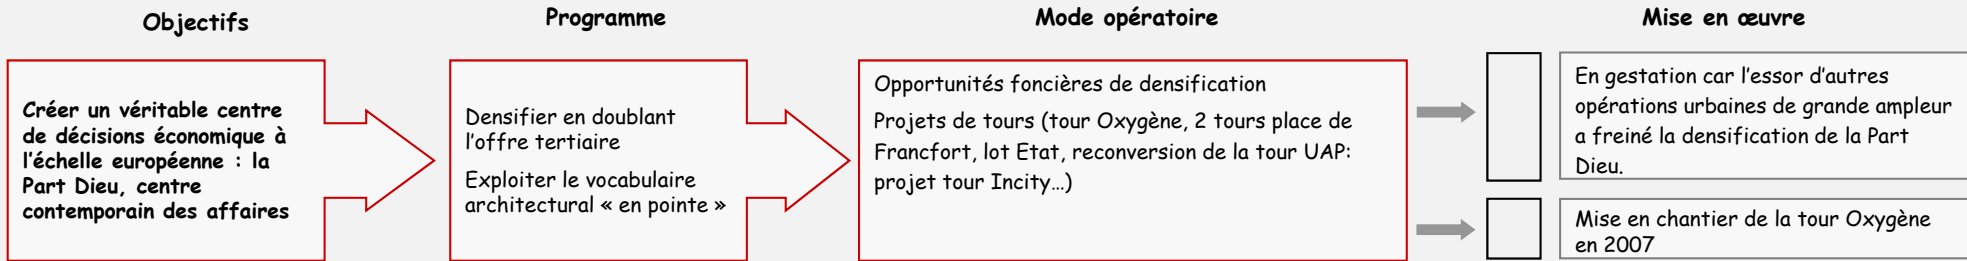 Objectifs
Programme
Mode opératoire
Mise en œuvre
Créer un véritable centre
de décisions économique à
l'échelle européenne : la
Part Dieu, centre
contemporain des affaires
Densifier en doublant
l'offre tertiaire
Exploiter le vocabulaire
architectural « en pointe »
Opportunités foncières de densification
Projets de tours (tour Oxygène, 2 tours place de
Francfort, lot Etat, reconversion de la tour UAP:
projet tour Incity…)
En gestation car l'essor d'autres
opérations urbaines de grande ampleur
a freiné la densification de la Part
Dieu.
Mise en chantier de la tour Oxygène
en 2007